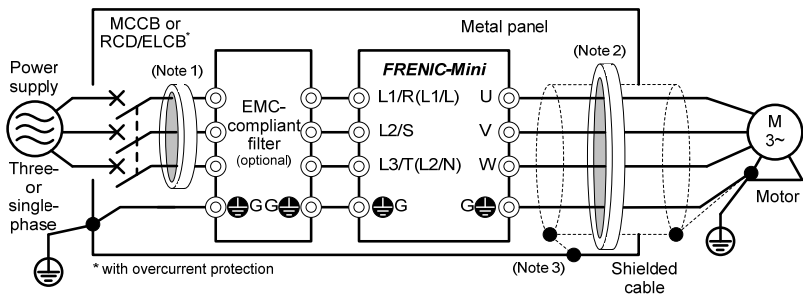 MCCB or
RCD/ELCB*
Metal panel
Power
supply
(Note 1)
(Note 2)
FRENIC-Mini
EMC-
compliant
filter
(optional)
L1/R(L1/L)
U
L2/S
V
L3/T(L2/N)
W
G
G
G
G
M
3~
Motor
Three-
or
single-
phase
* with overcurrent protection
(Note 3)
Shielded
cable